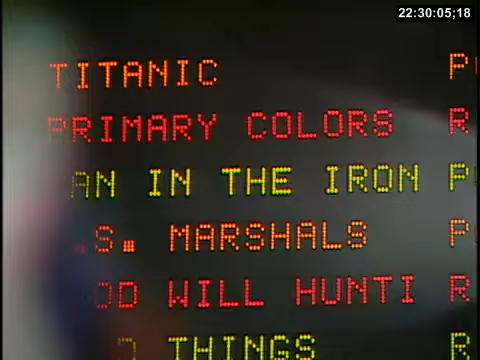 22:30:05;18
TITANIC P
PRIMARY COLORS R
AN IN THE IRON P
.S. MARSHALS P
OD WILL HUNTI R
THINGS R